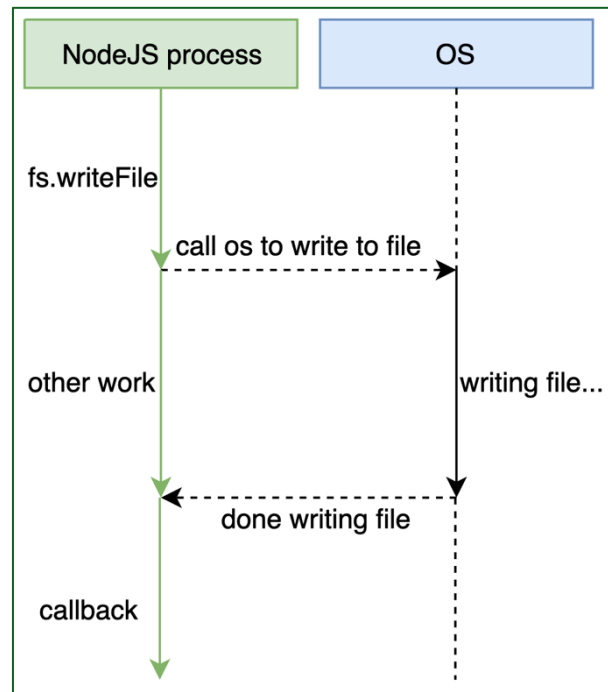 NodeJS process
OS
fs.writeFile
call os to write to file
other work
writing file...
done writing file
callback